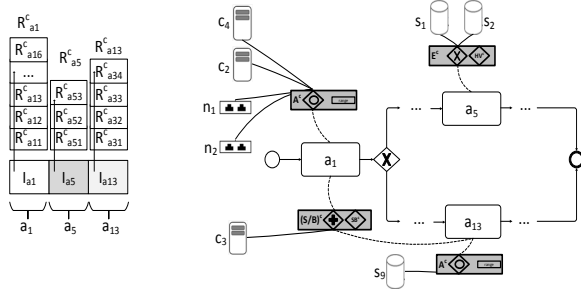 R^c_a1
R^c_a5
R^c_a13
R^c_a16
...
R^c_a13
R^c_a12
R^c_a11
R^c_a53
R^c_a52
R^c_a51
R^c_a34
R^c_a33
R^c_a32
R^c_a31
I_a1
I_a5
I_a13
a_1
a_5
a_13
c_4
c_2
n_1
n_2
A^c
s_1
s_2
E^c
X
HV^+
a_1
X
...
a_5
...
...
a_13
...
(S/B)^c
SB^+
c_3
s_9
A^c